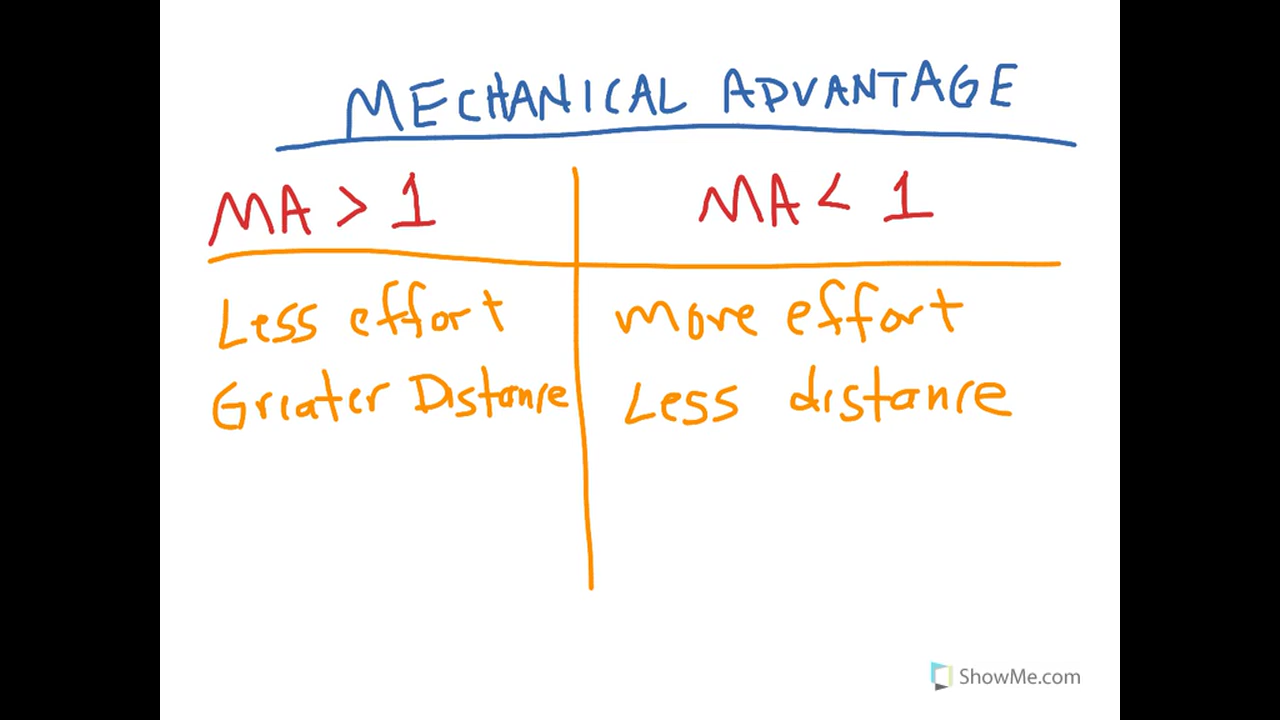 MECHANICAL ADVANTAGE
MA > 1
MA < 1
Less effort
more effort
Greater Distance
Less distance
ShowMe.com